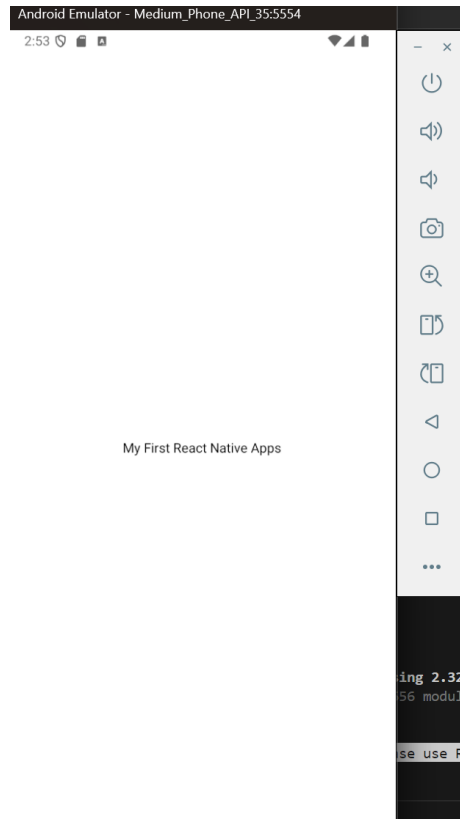 Android Emulator - Medium_Phone_API_35:5554
2:53
My First React Native Apps
ing 2.32
56 modul
se use